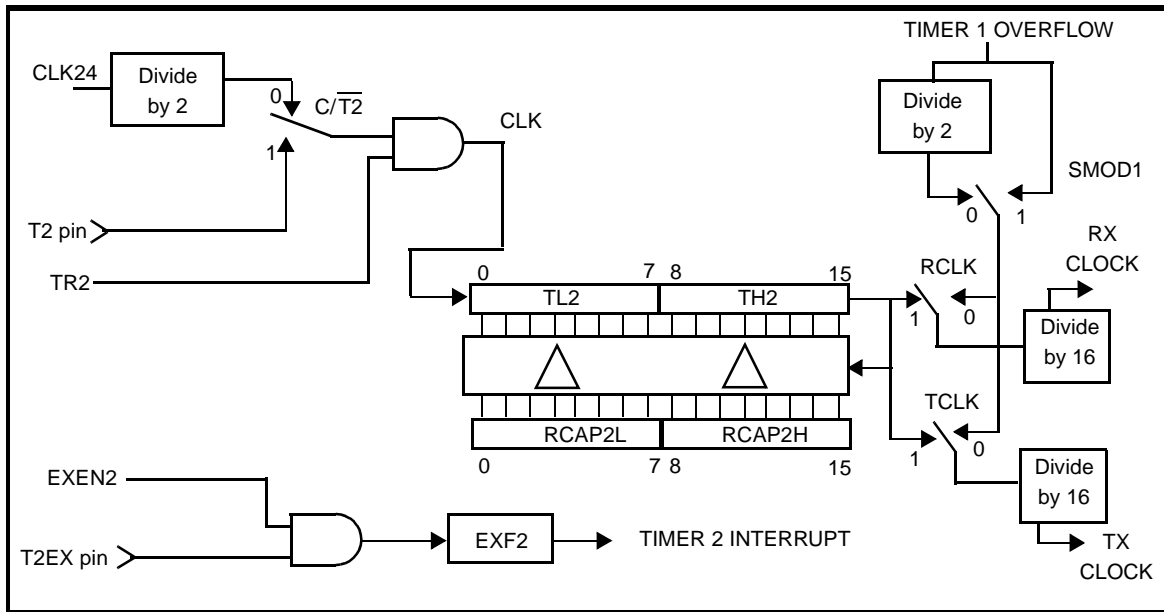 TIMER 1 OVERFLOW
CLK24
Divide
by 2
0
C/T2
1
CLK
Divide
by 2
SMOD1
0
1
T2 pin
TR2
0
7
8
15
TL2
TH2
RCLK
1
0
RX
CLOCK
Divide
by 16
RCAP2L
RCAP2H
0
7
8
15
TCLK
1
0
Divide
by 16
TX
CLOCK
EXEN2
T2EX pin
EXF2
TIMER 2 INTERRUPT